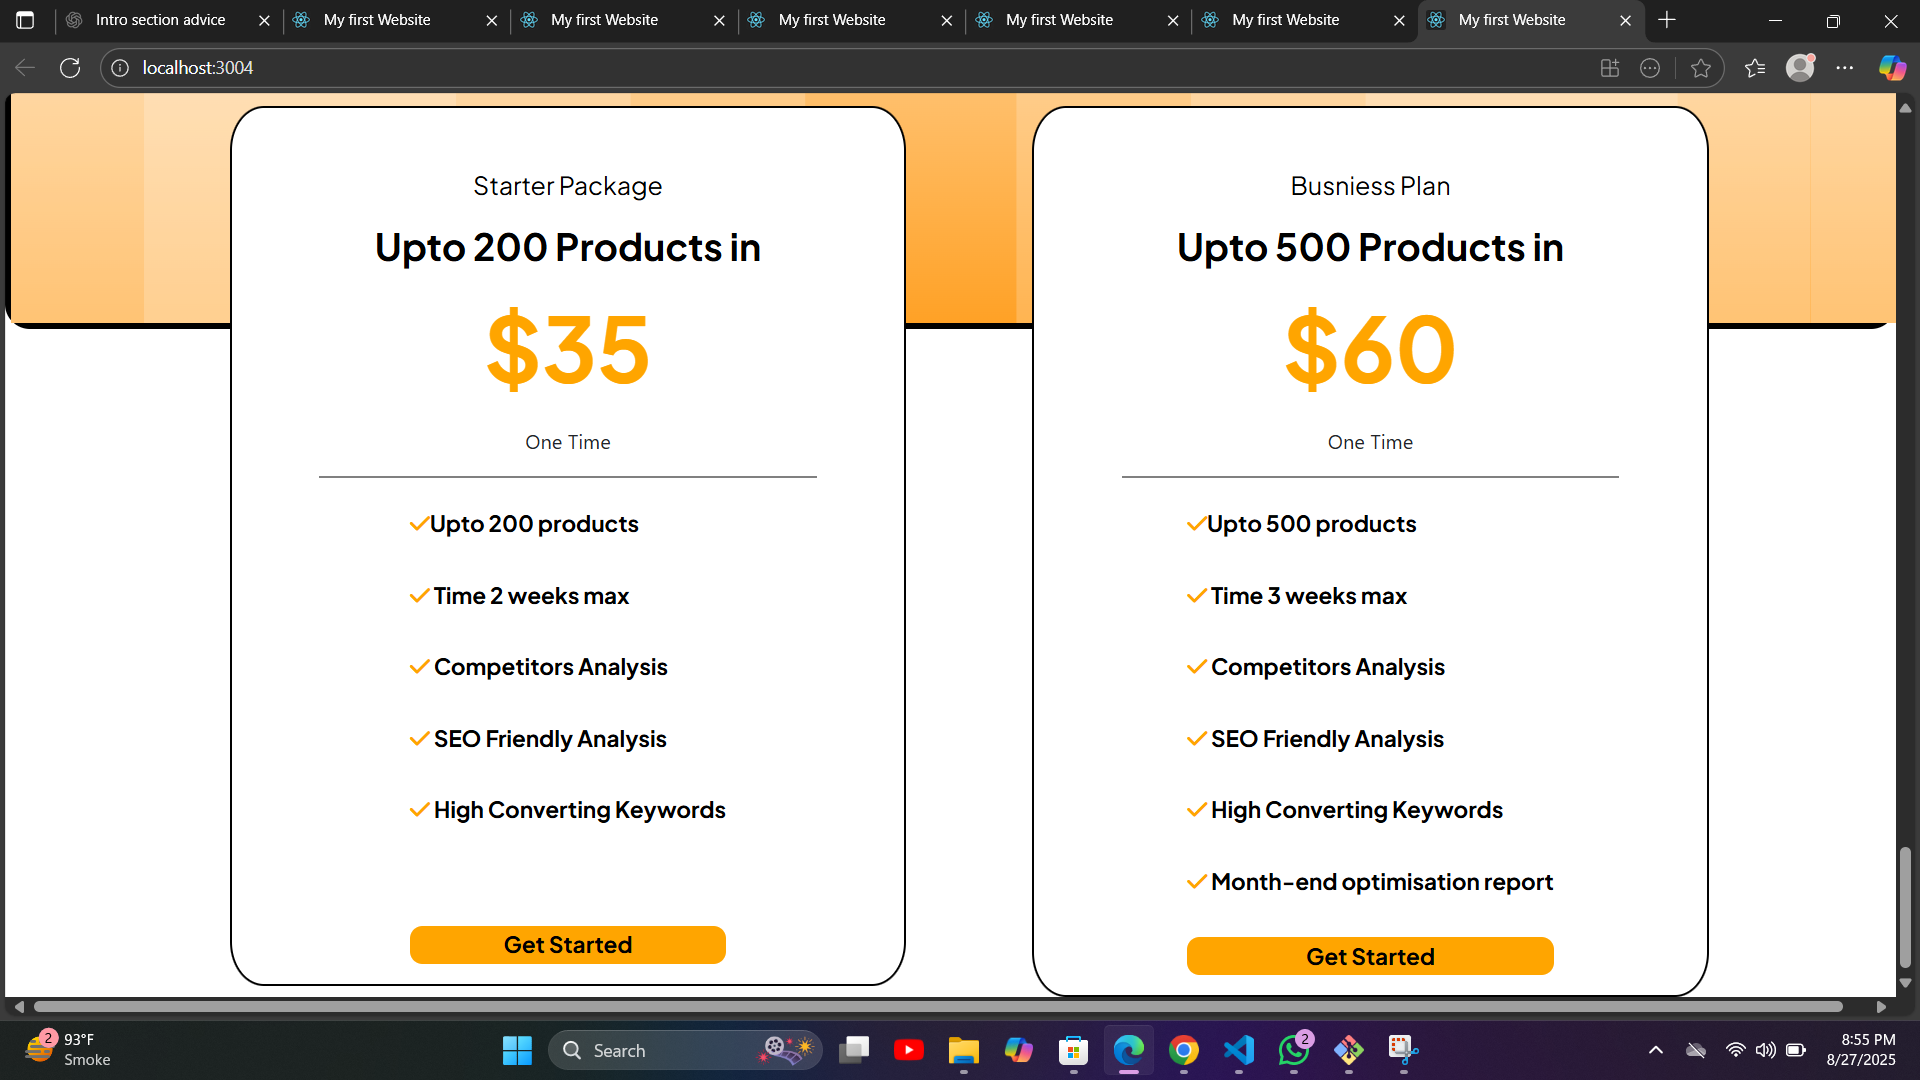 Intro section advice
My first Website
My first Website
My first Website
My first Website
My first Website
My first Website
localhost:3004
Starter Package
Upto 200 Products in
$35
One Time
Upto 200 products
Time 2 weeks max
Competitors Analysis
SEO Friendly Analysis
High Converting Keywords
Get Started
Busniess Plan
Upto 500 Products in
$60
One Time
Upto 500 products
Time 3 weeks max
Competitors Analysis
SEO Friendly Analysis
High Converting Keywords
Month-end optimisation report
Get Started
2
93°F
Smoke
Search
2
8:55 PM
8/27/2025